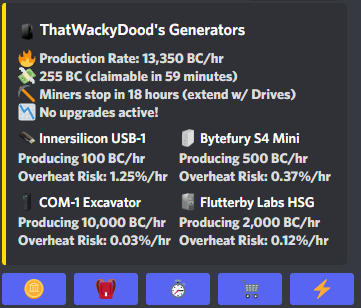 ThatWackyDood's Generators
Production Rate: 13,350 BC/hr
255 BC (claimable in 59 minutes)
Miners stop in 18 hours (extend w/ Drives)
No upgrades active!
Innersilicon USB-1
Producing 100 BC/hr
Overheat Risk: 1.25%/hr
Bytefury S4 Mini
Producing 500 BC/hr
Overheat Risk: 0.37%/hr
COM-1 Excavator
Producing 10,000 BC/hr
Overheat Risk: 0.03%/hr
Flutterby Labs HSG
Producing 2,000 BC/hr
Overheat Risk: 0.12%/hr